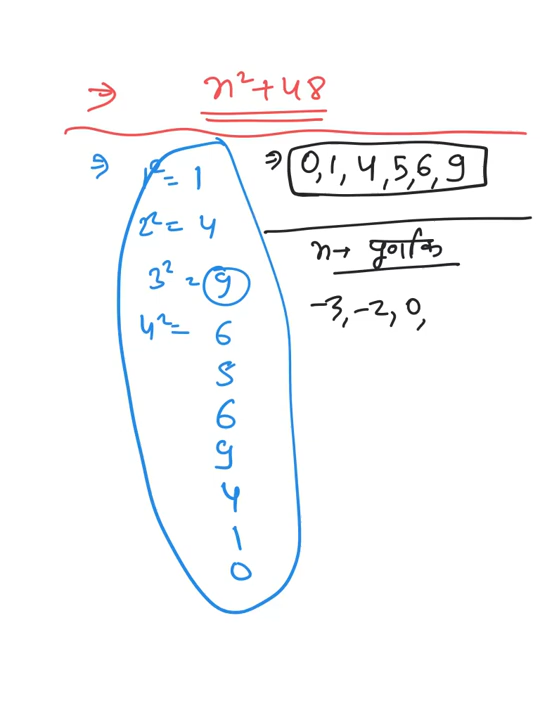 ⇒ n²+48
⇒ 1² = 1
2² = 4
3² = 9
4² = 6
5
6
9
4
1
0
⇒ 0, 1, 4, 5, 6, 9
n → पूर्णांक
-3, -2, 0,